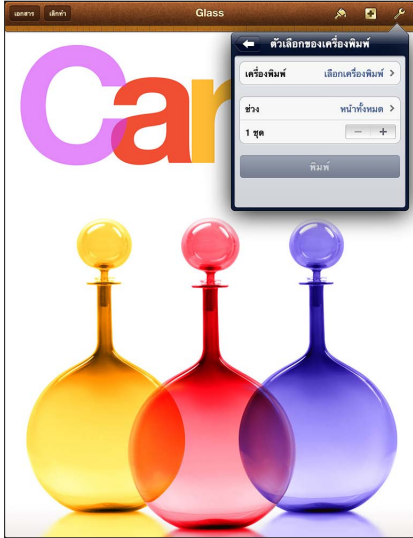 เอกสาร เลิกทำ Glass
ตัวเลือกของเครื่องพิมพ์
เครื่องพิมพ์ เลือกเครื่องพิมพ์
ช่วง หน้าทั้งหมด
1 ชุด − +
พิมพ์
Car